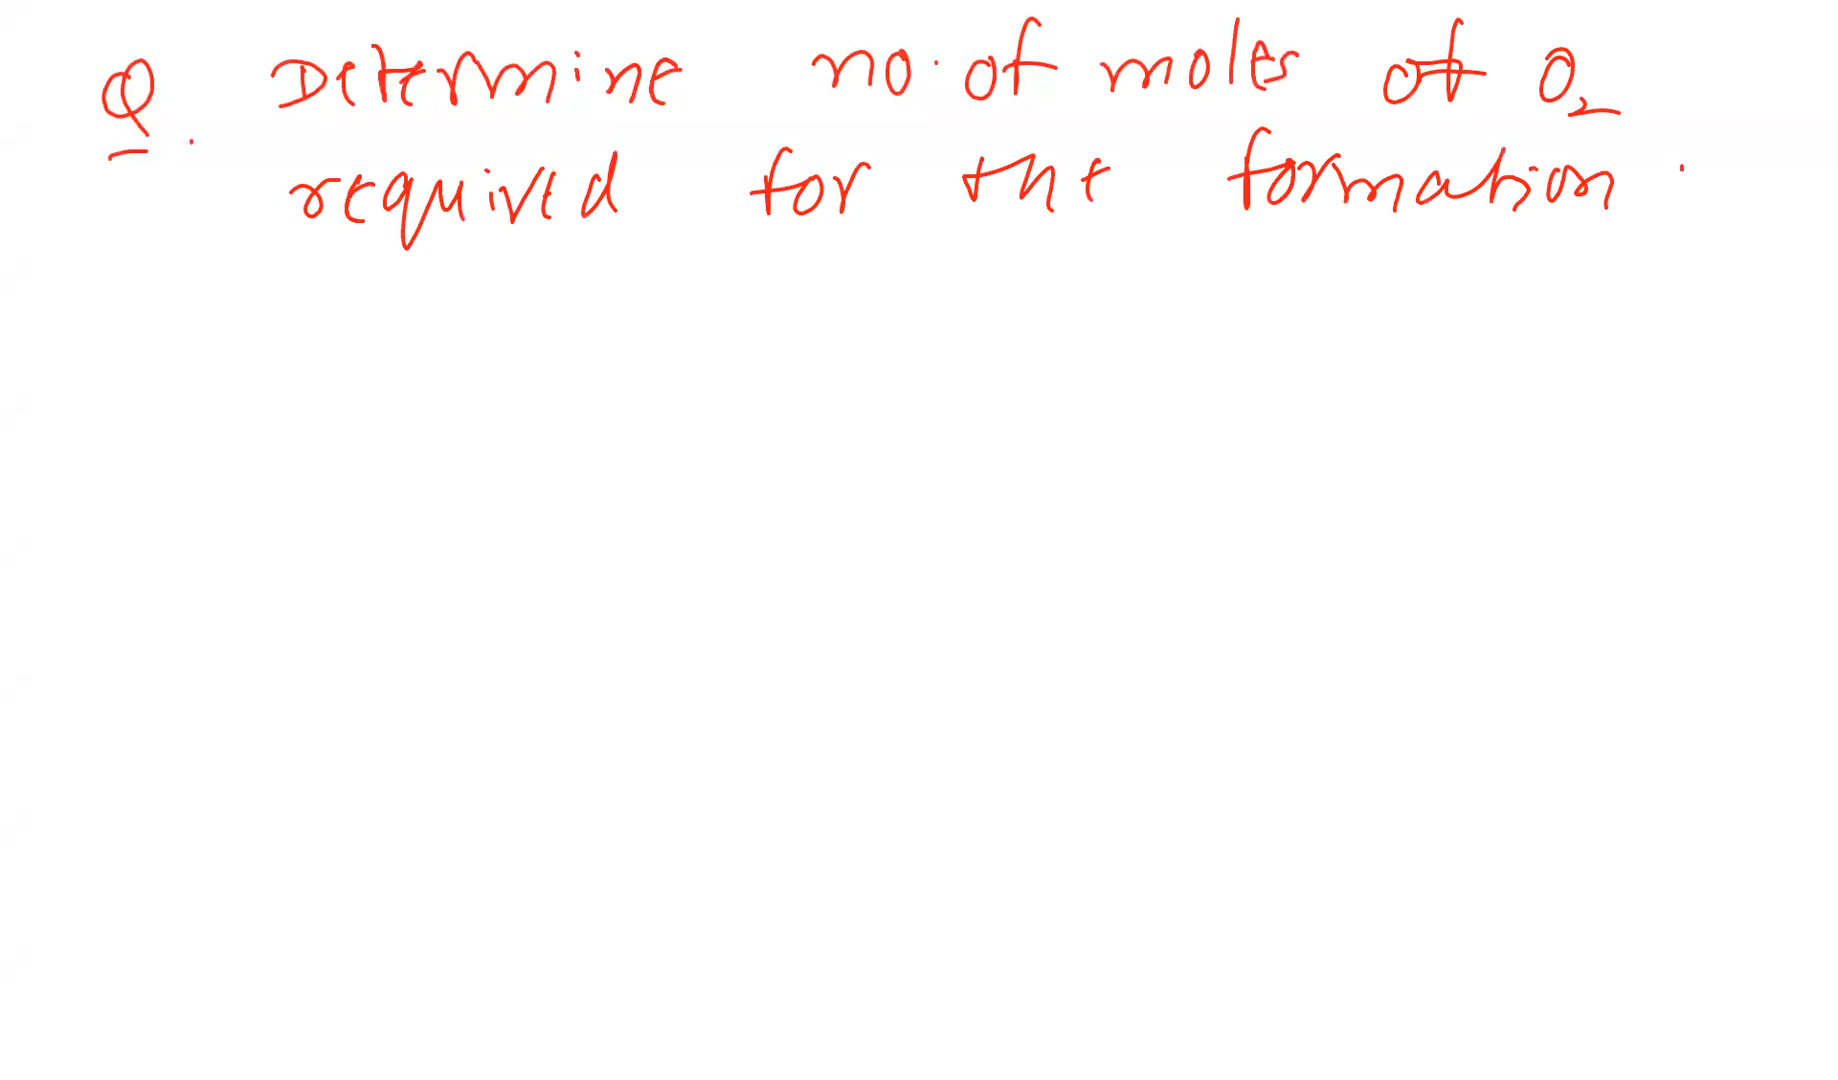 Q. Determine no. of moles of O₂
required for the formation